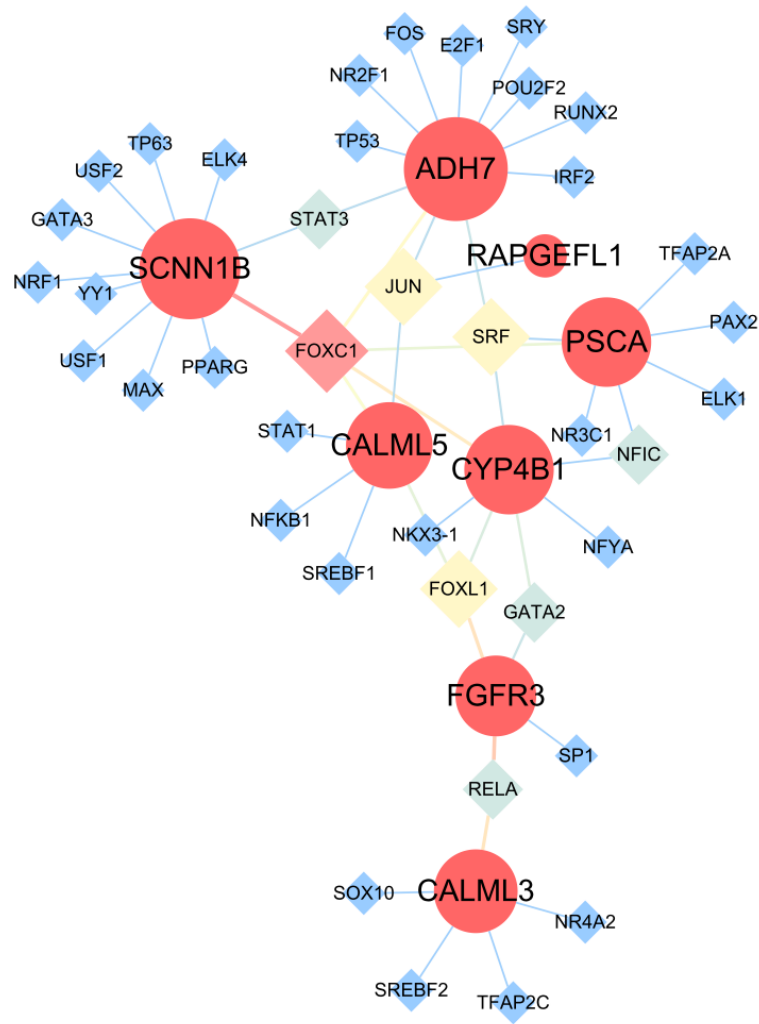 SRY
FOS
E2F1
NR2F1
POU2F2
RUNX2
TP53
TP63
ELK4
ADH7
USF2
IRF2
GATA3
STAT3
RAPGEFL1
TFAP2A
SCNN1B
NRF1
YY1
JUN
PAX2
SRF
PSCA
FOXC1
USF1
PPARG
MAX
ELK1
STAT1
CALML5
NR3C1
NFIC
CYP4B1
NFKB1
NKX3-1
NFYA
SREBF1
FOXL1
GATA2
FGFR3
SP1
RELA
SOX10
CALML3
NR4A2
SREBF2
TFAP2C